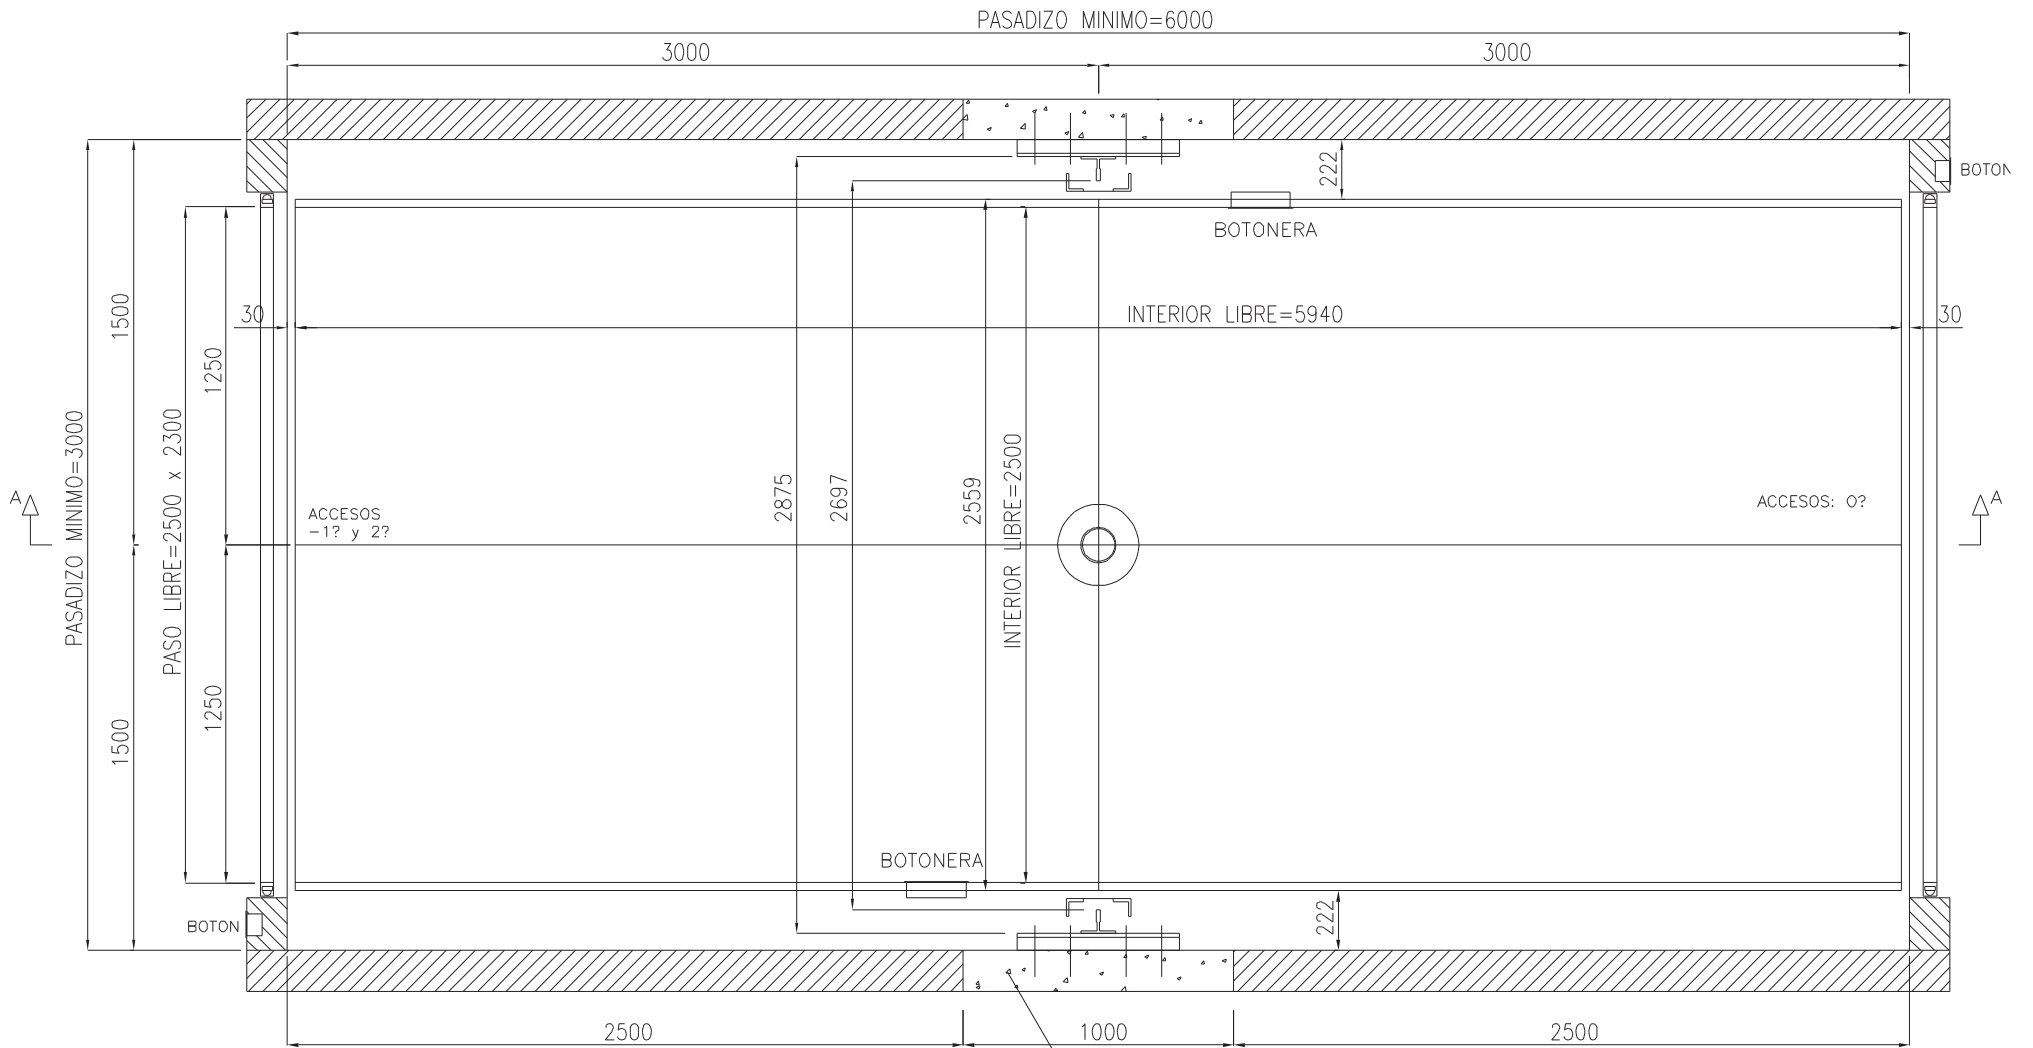 PASADIZO MINIMO=6000
3000
3000
222
BOTON
BOTONERA
30
INTERIOR LIBRE=5940
30
1500
1250
PASADIZO MINIMO=3000
PASO LIBRE=2500 x 2300
2875
2697
2559
INTERIOR LIBRE=2500
A
ACCESOS
-1? y 2?
ACCESOS: 0?
A
1500
1250
BOTONERA
BOTON
222
2500
1000
2500